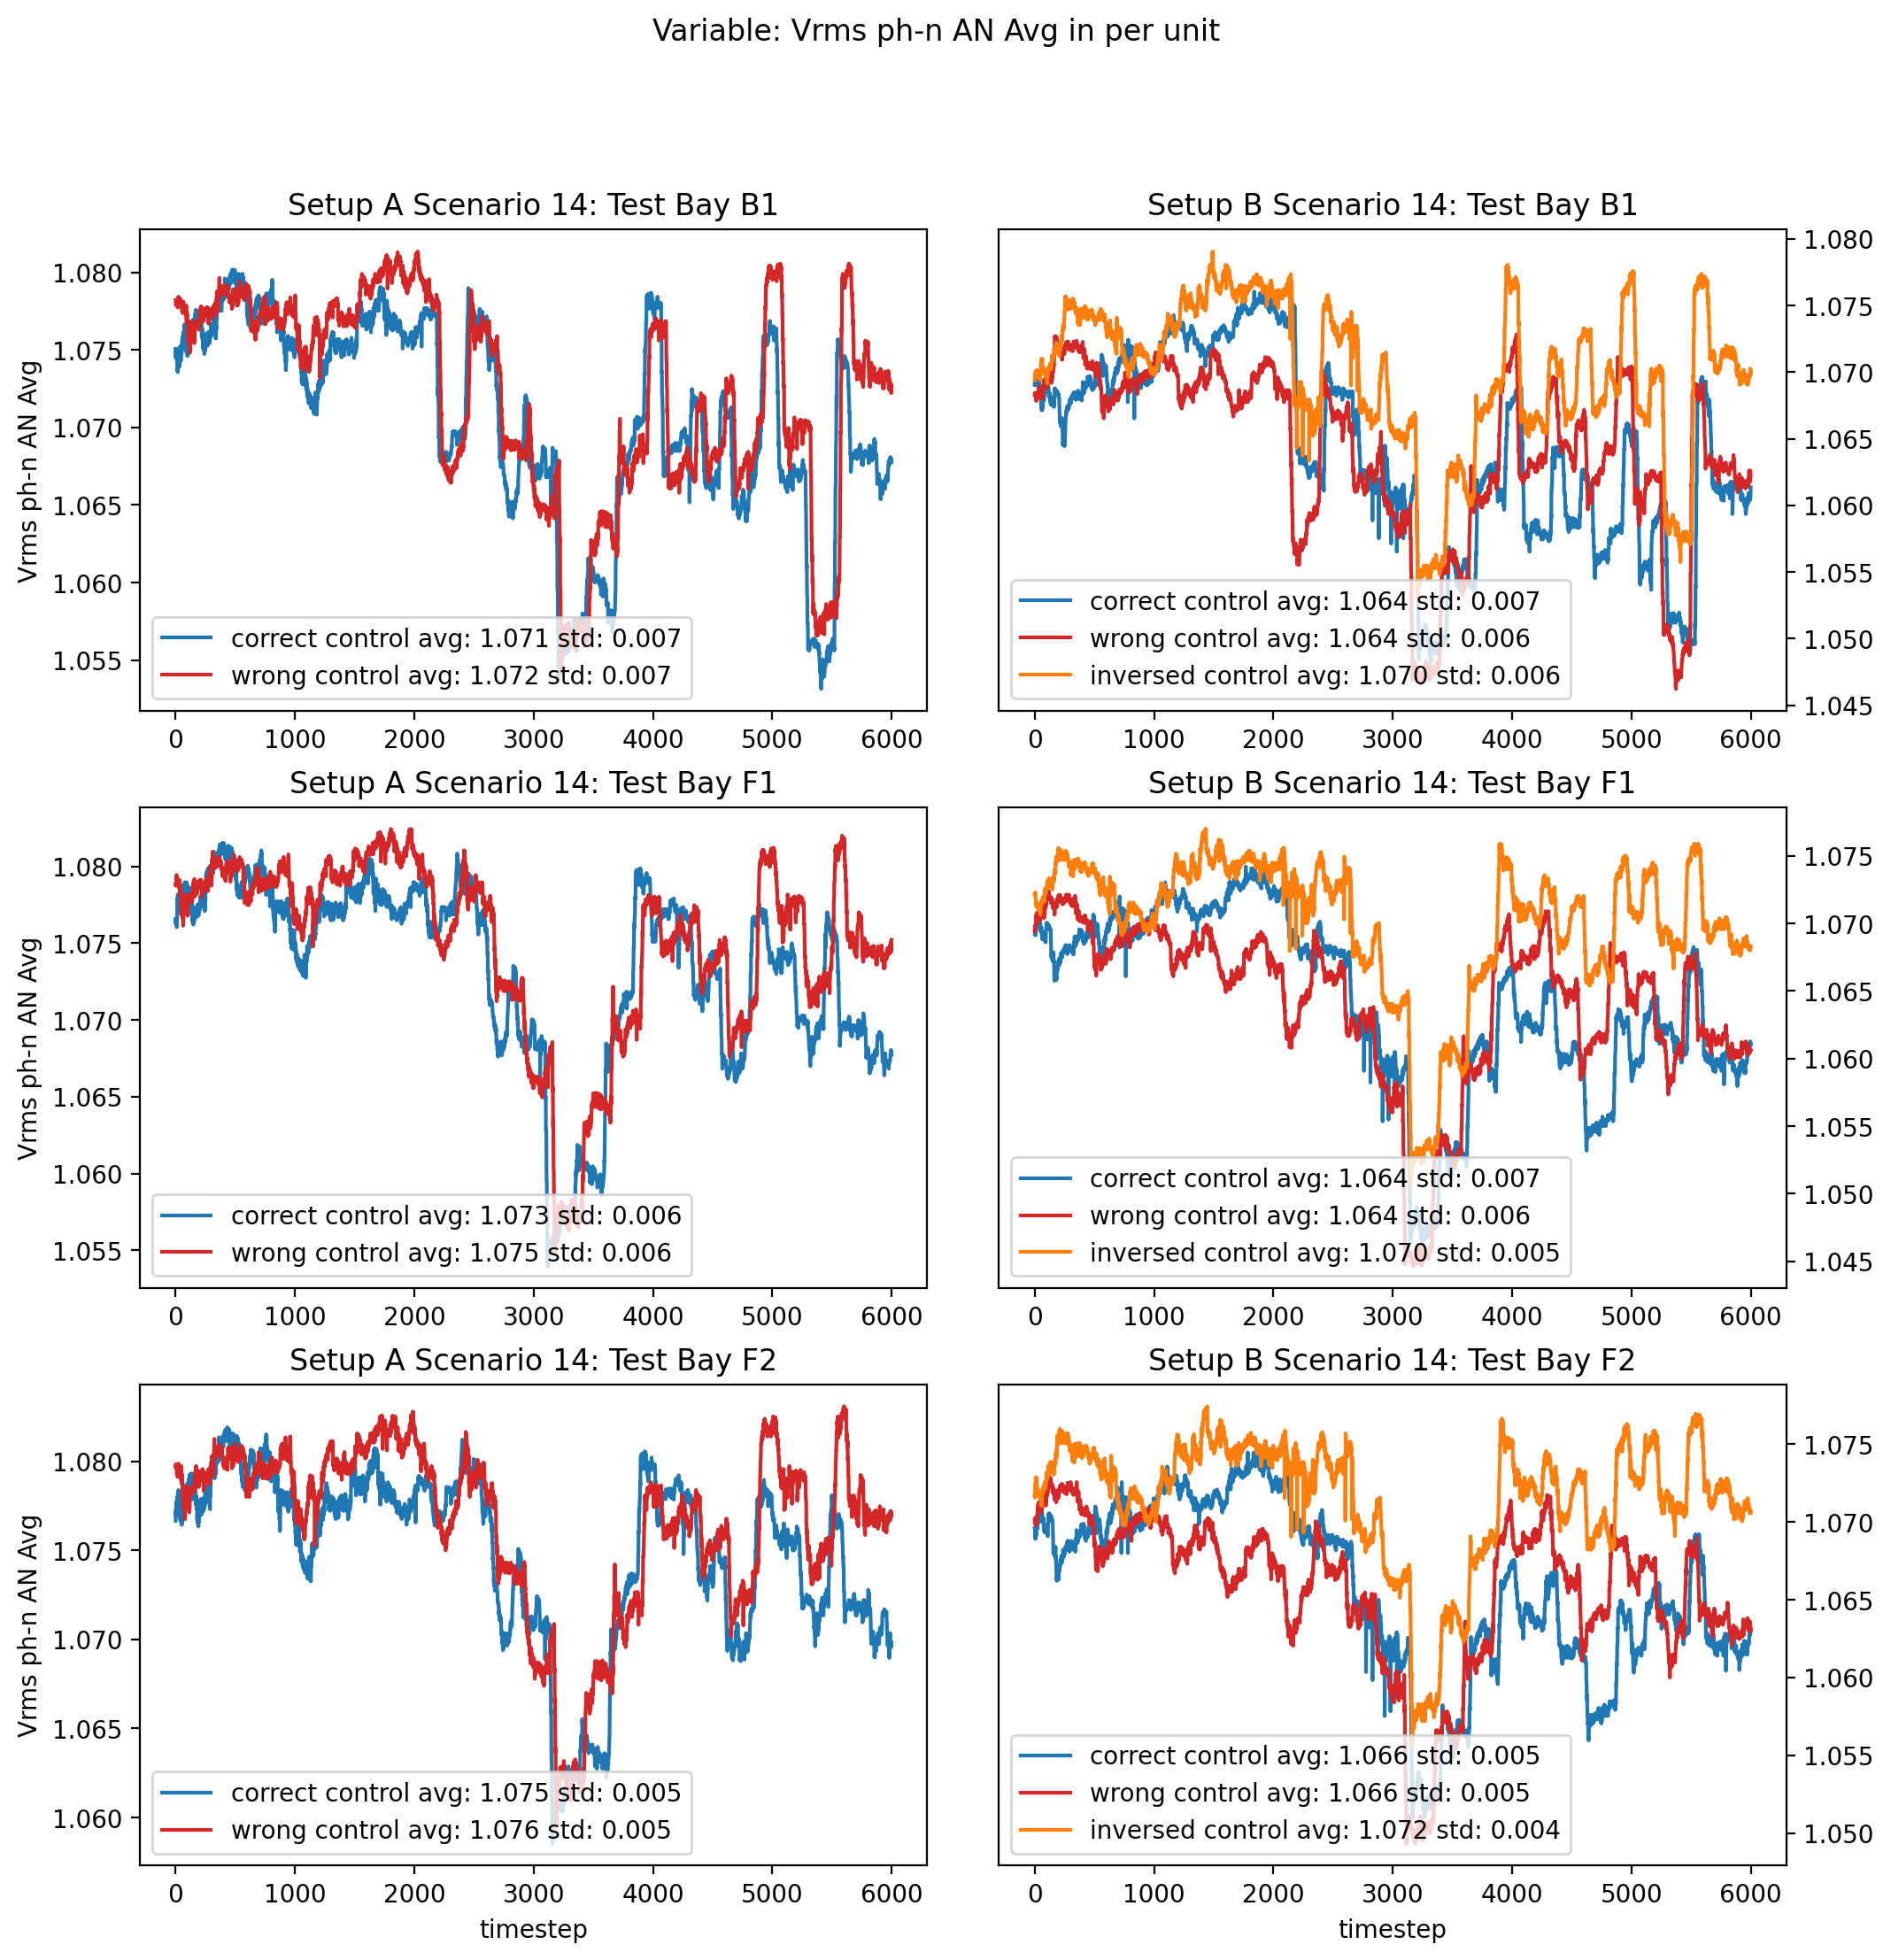 Variable: Vrms ph-n AN Avg in per unit
Setup A Scenario 14: Test Bay B1
Vrms ph-n AN Avg
1.080
1.075
1.070
1.065
1.060
1.055
correct control avg: 1.071 std: 0.007
wrong control avg: 1.072 std: 0.007
0 1000 2000 3000 4000 5000 6000
Setup B Scenario 14: Test Bay B1
1.080
1.075
1.070
1.065
1.060
1.055
1.050
1.045
correct control avg: 1.064 std: 0.007
wrong control avg: 1.064 std: 0.006
inversed control avg: 1.070 std: 0.006
0 1000 2000 3000 4000 5000 6000
Setup A Scenario 14: Test Bay F1
Vrms ph-n AN Avg
1.080
1.075
1.070
1.065
1.060
1.055
correct control avg: 1.073 std: 0.006
wrong control avg: 1.075 std: 0.006
0 1000 2000 3000 4000 5000 6000
Setup B Scenario 14: Test Bay F1
1.075
1.070
1.065
1.060
1.055
1.050
1.045
correct control avg: 1.064 std: 0.007
wrong control avg: 1.064 std: 0.006
inversed control avg: 1.070 std: 0.005
0 1000 2000 3000 4000 5000 6000
Setup A Scenario 14: Test Bay F2
Vrms ph-n AN Avg
1.080
1.075
1.070
1.065
1.060
correct control avg: 1.075 std: 0.005
wrong control avg: 1.076 std: 0.005
0 1000 2000 3000 4000 5000 6000
timestep
Setup B Scenario 14: Test Bay F2
1.075
1.070
1.065
1.060
1.055
1.050
correct control avg: 1.066 std: 0.005
wrong control avg: 1.066 std: 0.005
inversed control avg: 1.072 std: 0.004
0 1000 2000 3000 4000 5000 6000
timestep